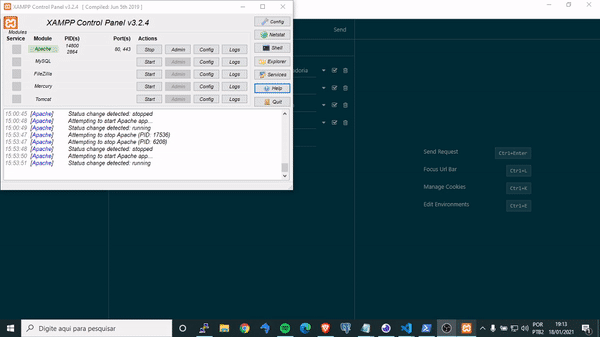 XAMPP Control Panel v3.2.4 [ Compiled: Jun 5th 2019 ]
XAMPP Control Panel v3.2.4
Config
Modules
Service Module PID(s) Port(s) Actions
Netstat
Apache 14800 2864 80, 443 Stop Admin Config Logs
Shell
MySQL Start Admin Config Logs
Explorer
FileZilla Start Admin Config Logs
Services
Mercury Start Admin Config Logs
Help
Tomcat Start Admin Config Logs
Quit
15:00:45 [Apache] Status change detected: stopped
15:00:48 [Apache] Attempting to start Apache app...
15:00:49 [Apache] Status change detected: running
15:53:47 [Apache] Attempting to stop Apache (PID: 17536)
15:53:47 [Apache] Attempting to stop Apache (PID: 6208)
15:53:48 [Apache] Status change detected: stopped
15:53:50 [Apache] Attempting to start Apache app...
15:53:51 [Apache] Status change detected: running
Send
Send Request Ctrl+Enter
Focus Url Bar Ctrl+L
Manage Cookies Ctrl+K
Edit Environments Ctrl+E
Digite aqui para pesquisar
POR
PTB2
19:13
18/01/2021